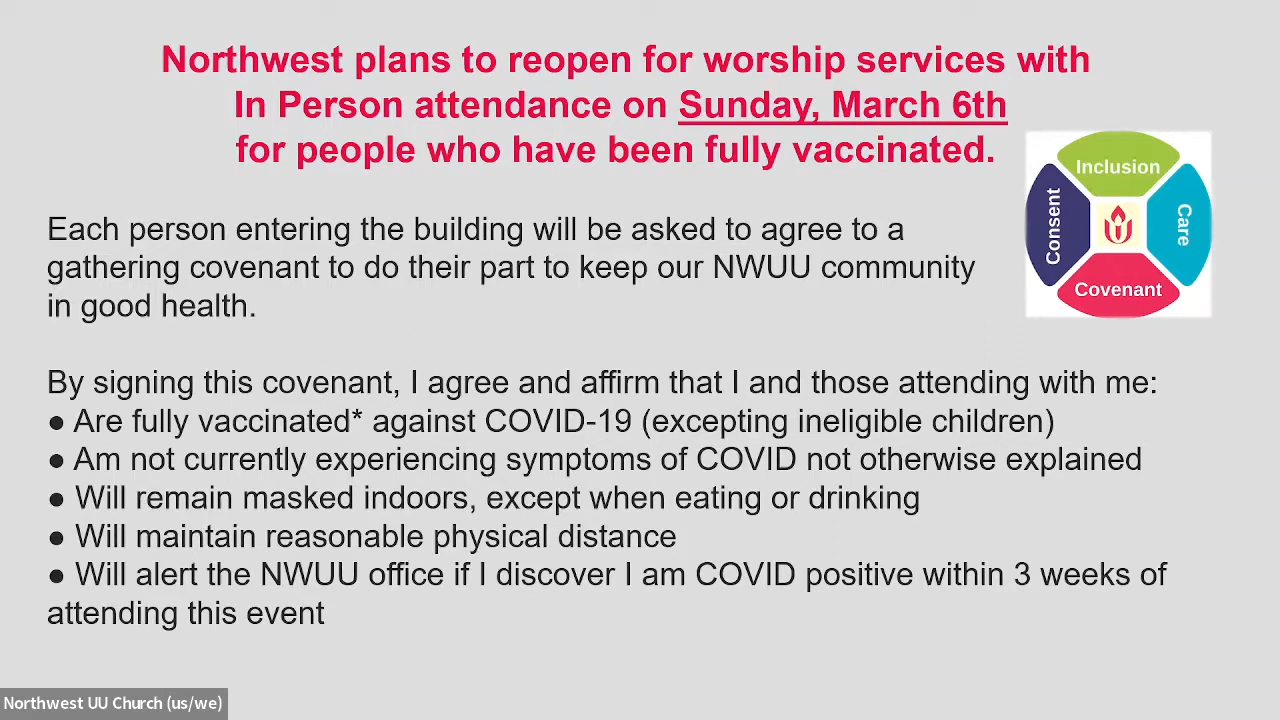 Northwest plans to reopen for worship services with
In Person attendance on Sunday, March 6th
for people who have been fully vaccinated.
Inclusion
Consent
Care
Covenant
Each person entering the building will be asked to agree to a
gathering covenant to do their part to keep our NWUU community
in good health.
By signing this covenant, I agree and affirm that I and those attending with me:
● Are fully vaccinated* against COVID-19 (excepting ineligible children)
● Am not currently experiencing symptoms of COVID not otherwise explained
● Will remain masked indoors, except when eating or drinking
● Will maintain reasonable physical distance
● Will alert the NWUU office if I discover I am COVID positive within 3 weeks of
attending this event
Northwest UU Church (us/we)